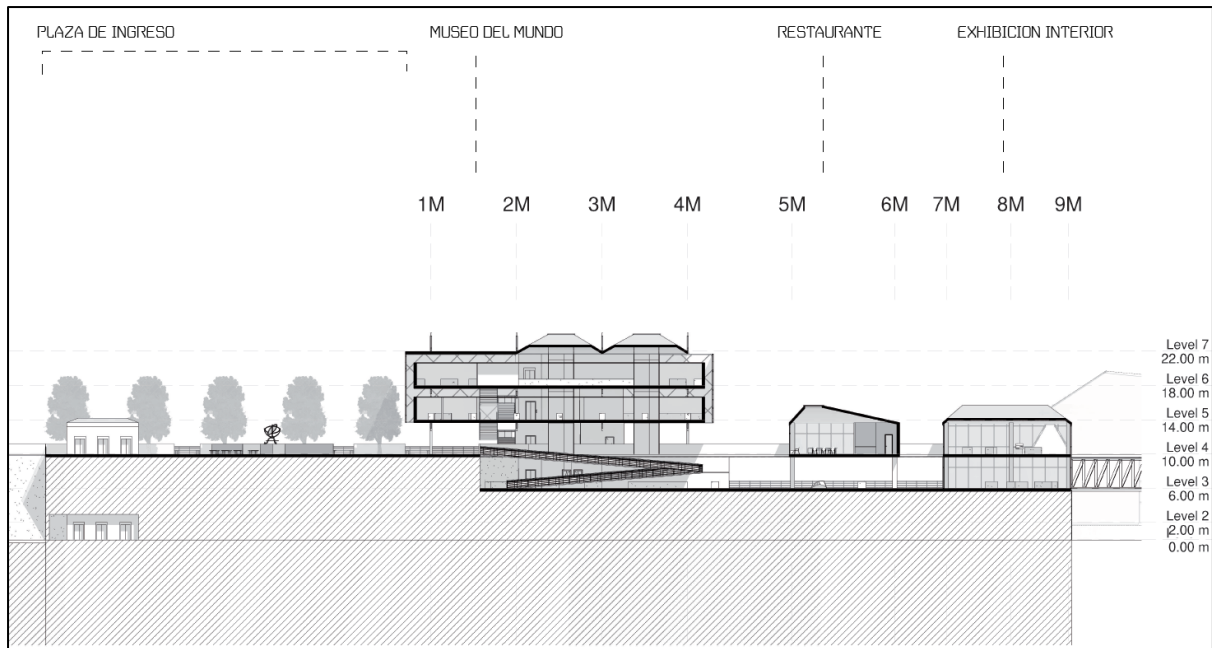 PLAZA DE INGRESO
MUSEO DEL MUNDO
RESTAURANTE
EXHIBICION INTERIOR
1M
2M
3M
4M
5M
6M
7M
8M
9M
Level 7
22.00 m
Level 6
18.00 m
Level 5
14.00 m
Level 4
10.00 m
Level 3
6.00 m
Level 2
2.00 m
0.00 m